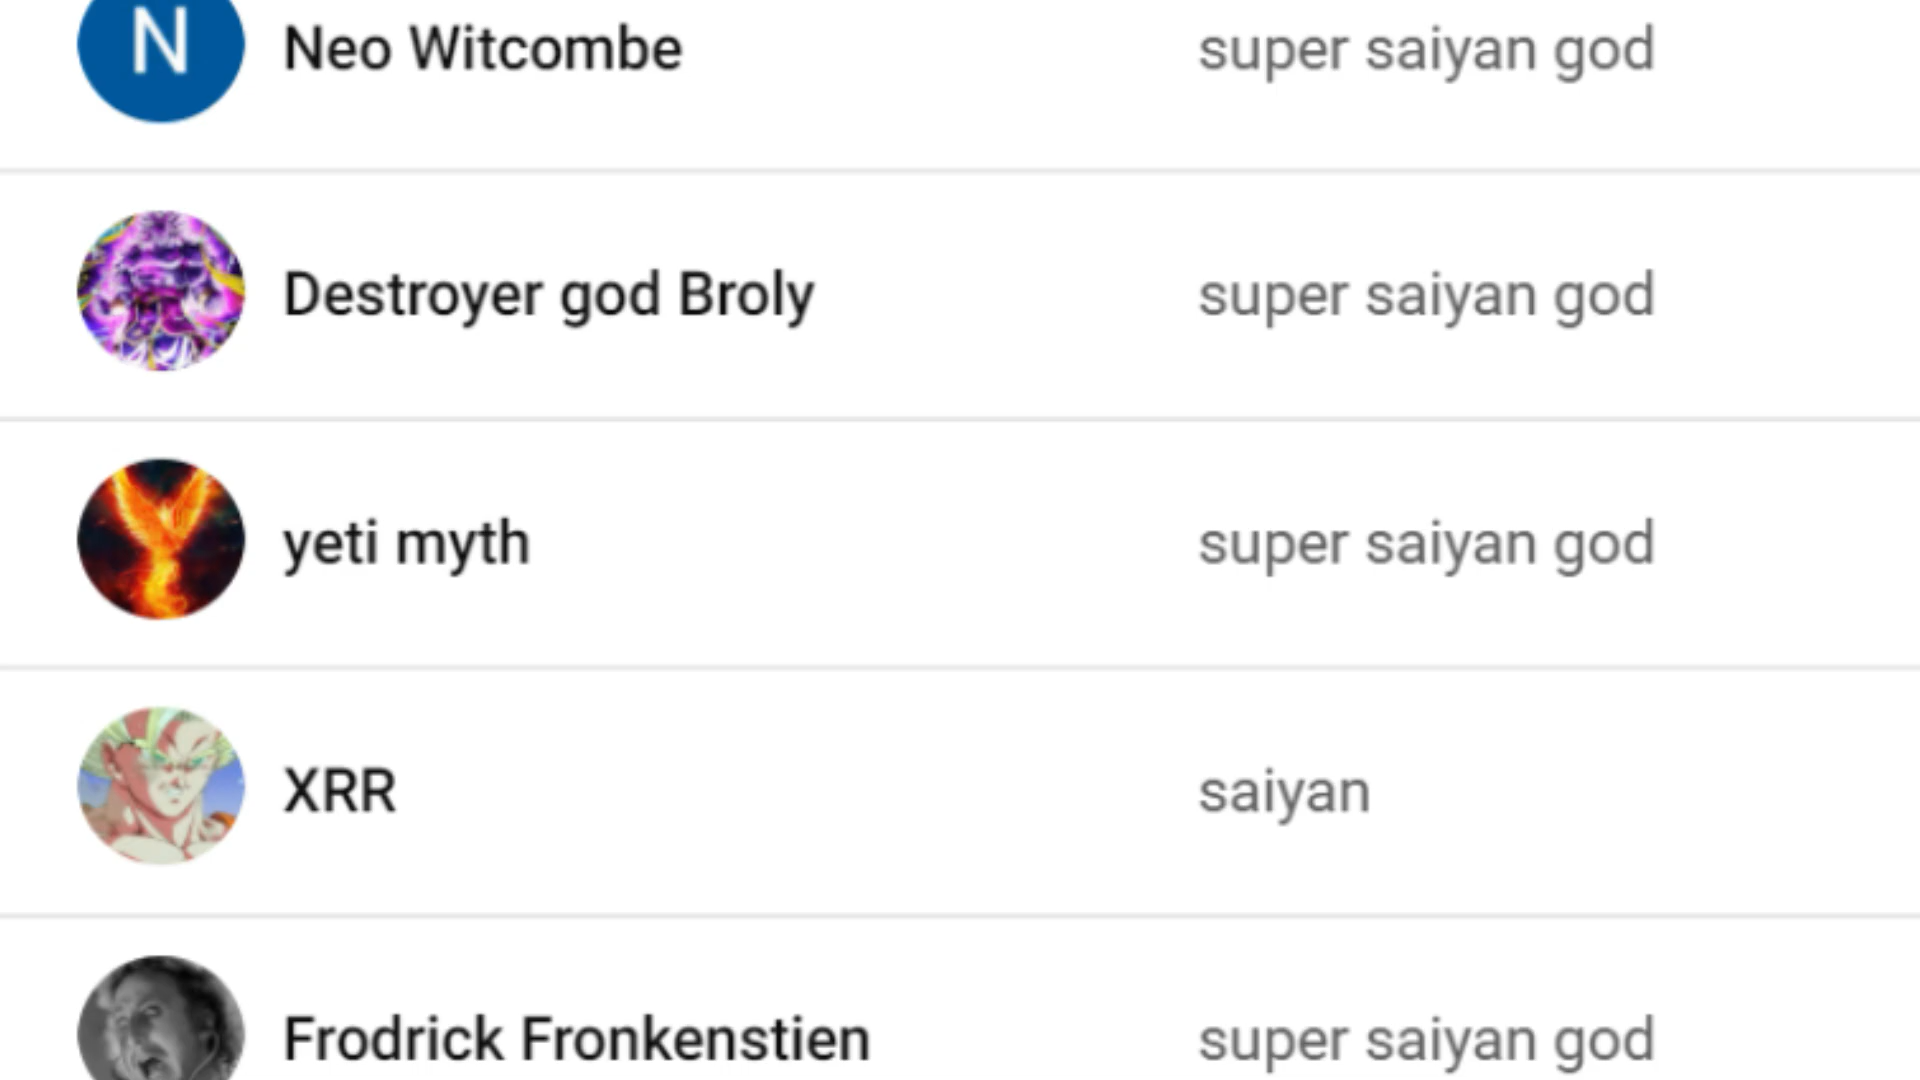 N Neo Witcombe super saiyan god
Destroyer god Broly super saiyan god
yeti myth super saiyan god
XRR saiyan
Frodrick Fronkenstien super saiyan god